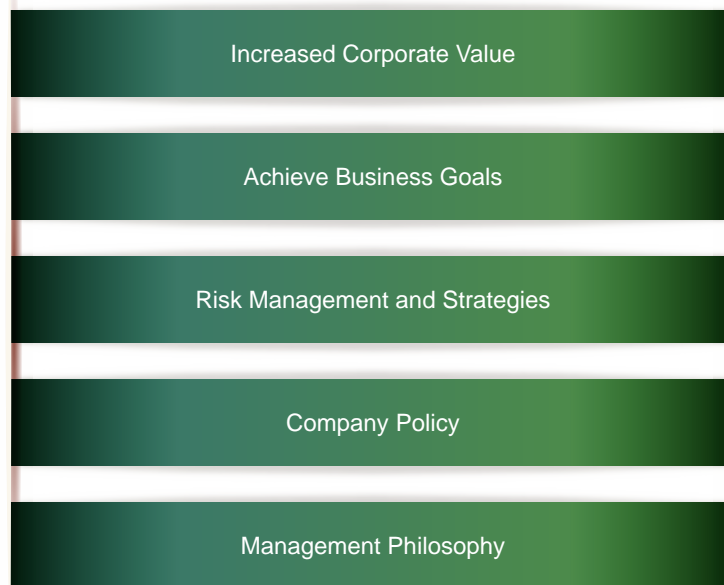 Increased Corporate Value
Achieve Business Goals
Risk Management and Strategies
Company Policy
Management Philosophy